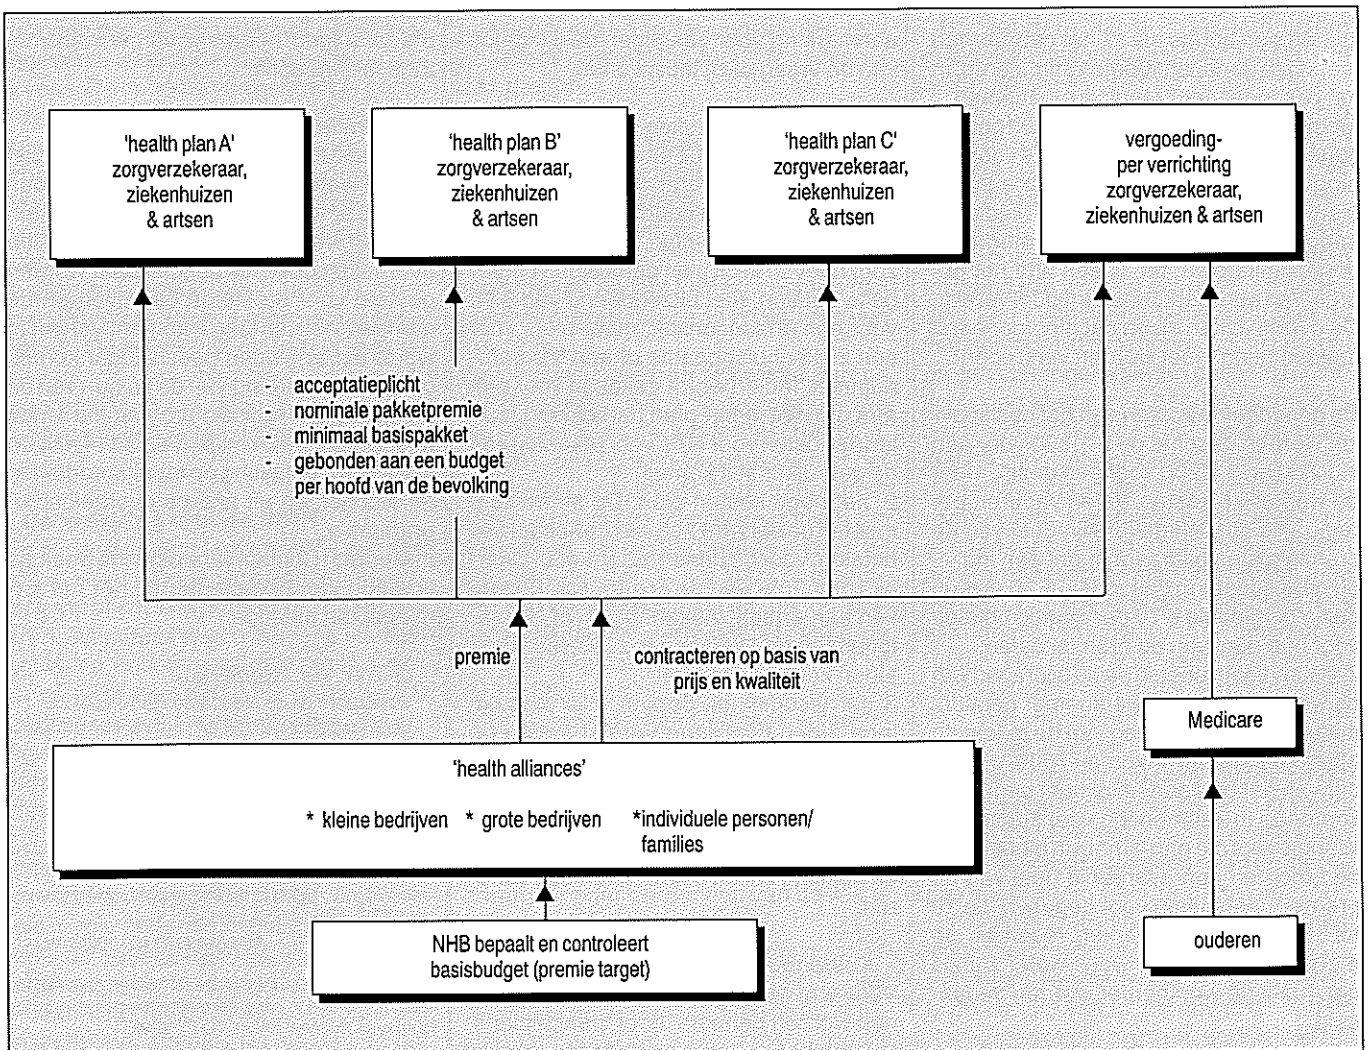 'health plan A'
zorgverzekeraar,
ziekenhuizen
& artsen
'health plan B'
zorgverzekeraar,
ziekenhuizen
& artsen
'health plan C'
zorgverzekeraar,
ziekenhuizen
& artsen
vergoeding-
per verrichting
zorgverzekeraar,
ziekenhuizen & artsen
- acceptatieplicht
- nominale pakketpremie
- minimaal basispakket
- gebonden aan een budget
per hoofd van de bevolking
premie
contracteren op basis van
prijs en kwaliteit
Medicare
'health alliances'
* kleine bedrijven * grote bedrijven *individuele personen/
families
NHB bepaalt en controleert
basisbudget (premie target)
ouderen